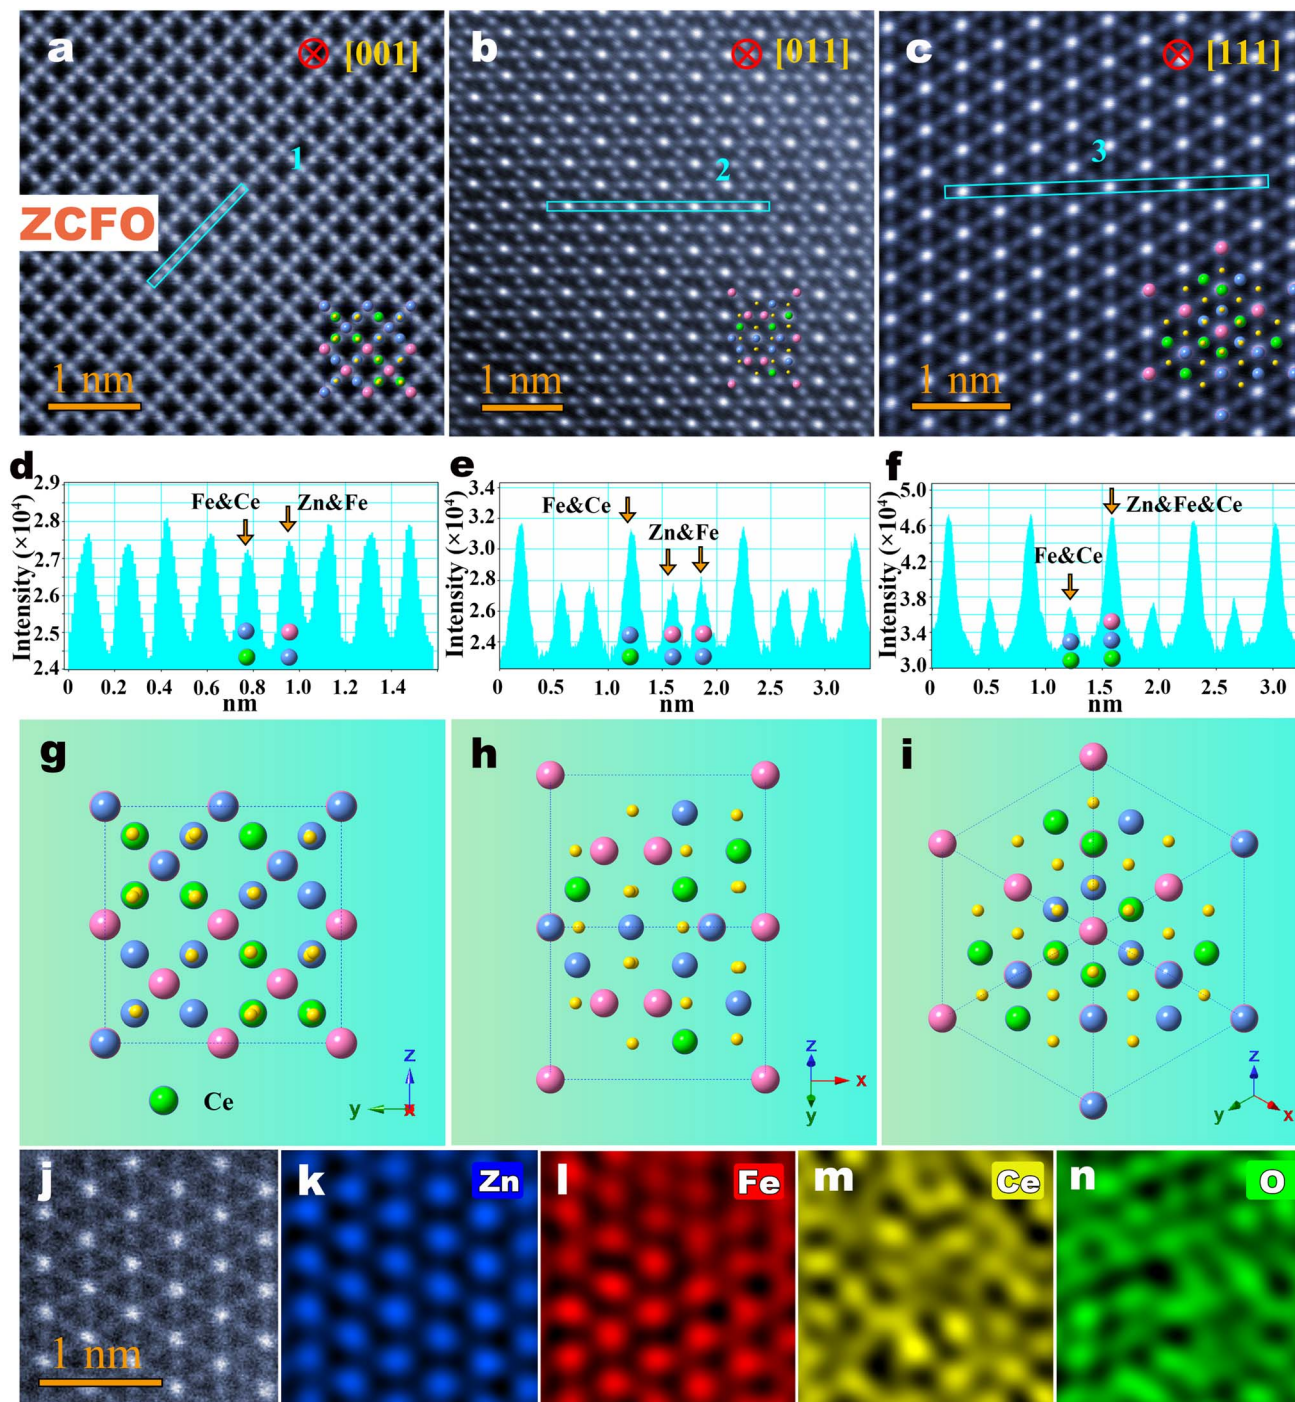 a
[001]
1
ZCFO
1 nm
b
[011]
2
1 nm
c
[111]
3
1 nm
d
Intensity (×10⁴)
2.9
2.8
2.7
2.6
2.5
2.4
Fe&Ce
Zn&Fe
0 0.2 0.4 0.6 0.8 1.0 1.2 1.4
nm
e
Intensity (×10⁴)
3.4
3.2
3.0
2.8
2.6
2.4
Fe&Ce
Zn&Fe
0 0.5 1.0 1.5 2.0 2.5 3.0
nm
f
Intensity (×10⁴)
5.0
4.6
4.2
3.8
3.4
3.0
Zn&Fe&Ce
Fe&Ce
0 0.5 1.0 1.5 2.0 2.5 3.0
nm
g
Ce
z
y
x
h
z
x
y
i
z
y
x
j
1 nm
k
Zn
l
Fe
m
Ce
n
O